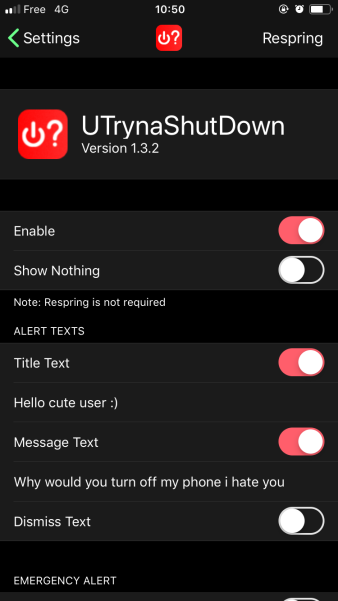 Free 4G 10:50
Settings Respring
UTrynaShutDown
Version 1.3.2
Enable
Show Nothing
Note: Respring is not required
ALERT TEXTS
Title Text
Hello cute user :)
Message Text
Why would you turn off my phone i hate you
Dismiss Text
EMERGENCY ALERT